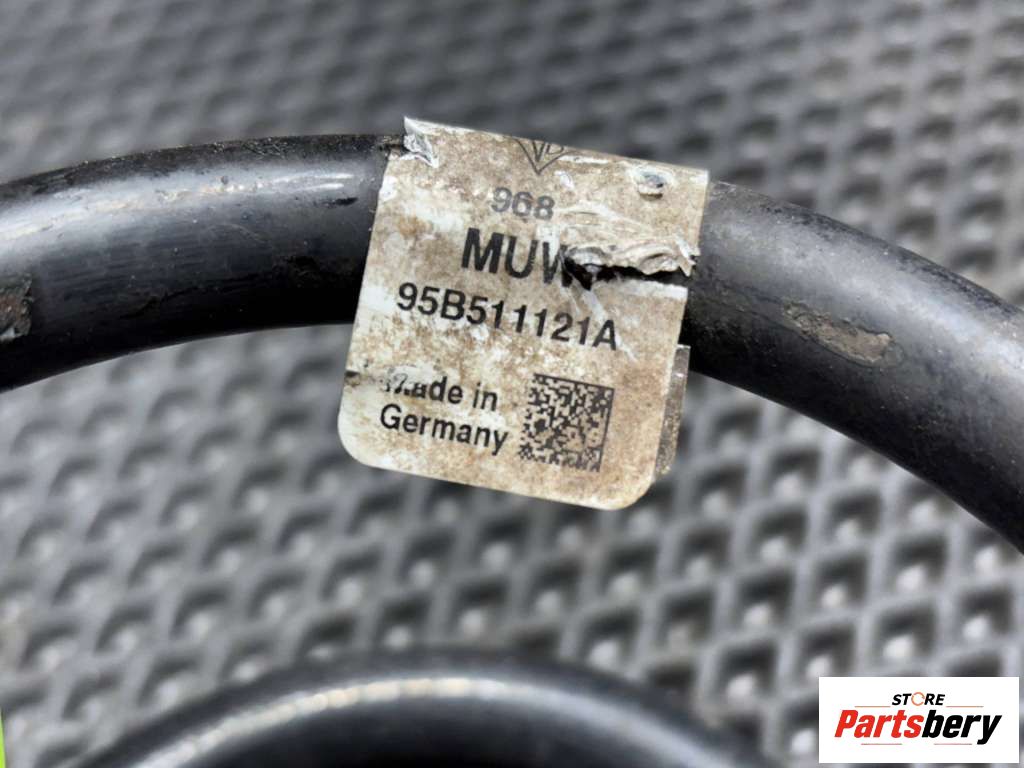 968
MUW
95B511121A
Made in
Germany
STORE
Partsbery